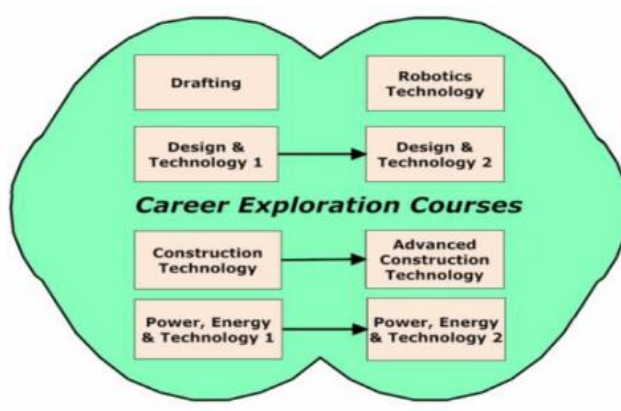 Drafting
Robotics
Technology
Design &
Technology 1
Design &
Technology 2
Career Exploration Courses
Construction
Technology
Advanced
Construction
Technology
Power, Energy
& Technology 1
Power, Energy
& Technology 2